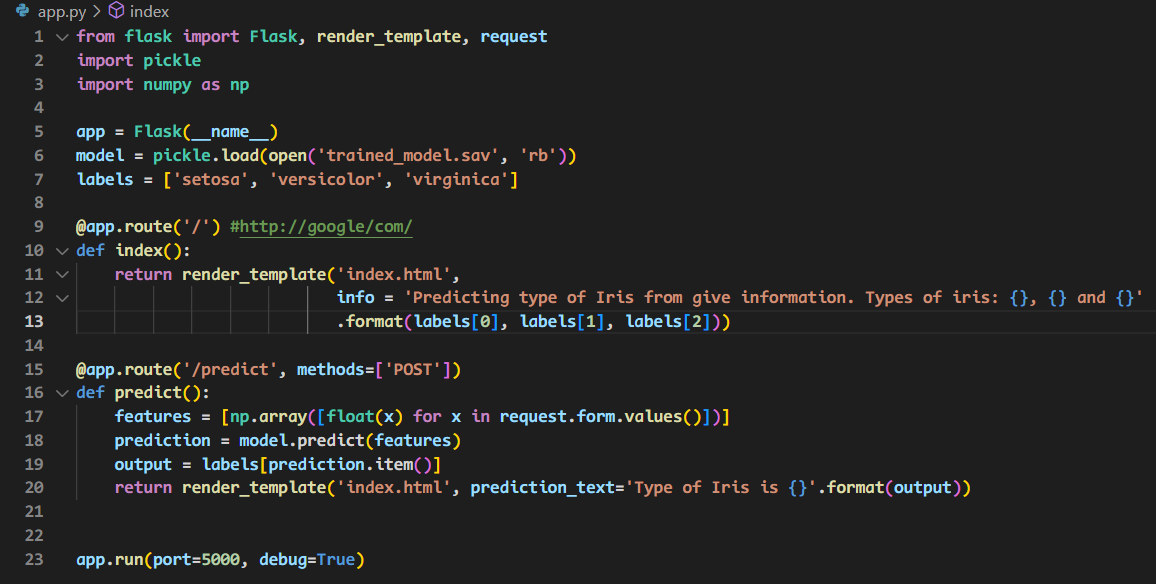 app.py > index
1 from flask import Flask, render_template, request
2 import pickle
3 import numpy as np
4
5 app = Flask(__name__)
6 model = pickle.load(open('trained_model.sav', 'rb'))
7 labels = ['setosa', 'versicolor', 'virginica']
8
9 @app.route('/') #http://google/com/
10 def index():
11     return render_template('index.html',
12                            info = 'Predicting type of Iris from give information. Types of iris: {}, {} and {}'
13                            .format(labels[0], labels[1], labels[2]))
14
15 @app.route('/predict', methods=['POST'])
16 def predict():
17     features = [np.array([float(x) for x in request.form.values()])]
18     prediction = model.predict(features)
19     output = labels[prediction.item()]
20     return render_template('index.html', prediction_text='Type of Iris is {}'.format(output))
21
22
23 app.run(port=5000, debug=True)